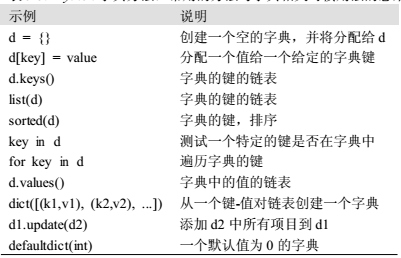 示例 说明
d = {} 创建一个空的字典，并将分配给 d
d[key] = value 分配一个值给一个给定的字典键
d.keys() 字典的键的链表
list(d) 字典的键的链表
sorted(d) 字典的键，排序
key in d 测试一个特定的键是否在字典中
for key in d 遍历字典的键
d.values() 字典中的值的链表
dict([(k1,v1), (k2,v2), ...]) 从一个键-值对链表创建一个字典
d1.update(d2) 添加 d2 中所有项目到 d1
defaultdict(int) 一个默认值为 0 的字典